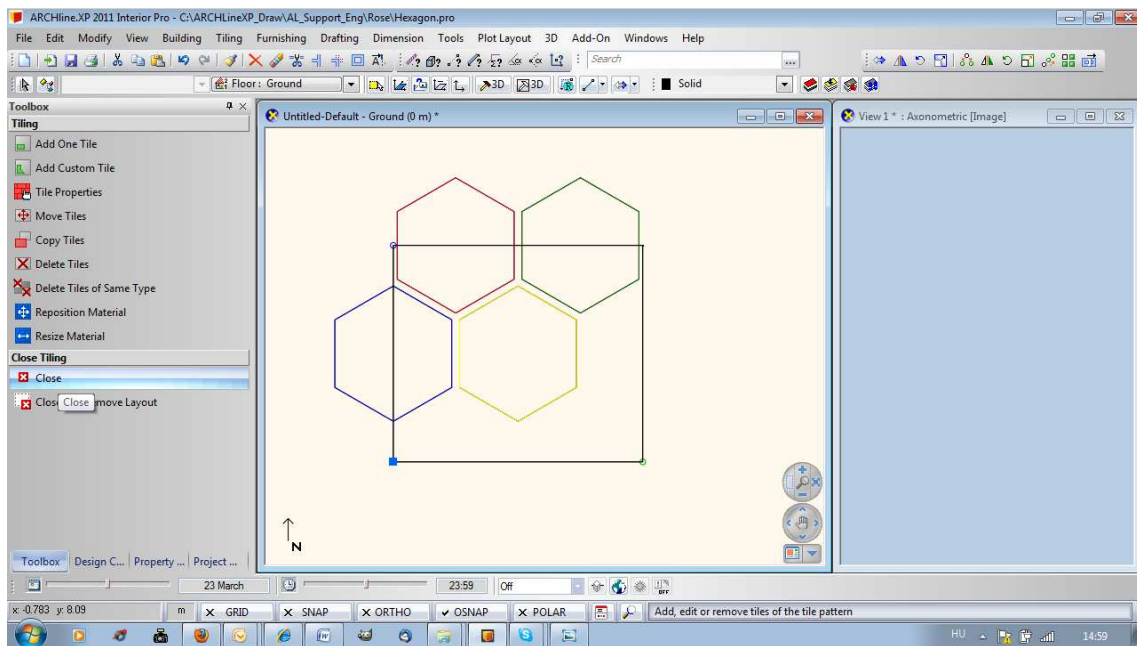 ARCHline.XP 2011 Interior Pro - C:\ARCHLineXP_Draw\AL_Support_Eng\Rose\Hexagon.pro
File Edit Modify View Building Tiling Furnishing Drafting Dimension Tools Plot Layout 3D Add-On Windows Help
Search ...
Floor: Ground 3D 3D Solid
Toolbox
Tiling
Add One Tile
Add Custom Tile
Tile Properties
Move Tiles
Copy Tiles
Delete Tiles
Delete Tiles of Same Type
Reposition Material
Resize Material
Close Tiling
Close
Clos Close move Layout
Untitled-Default - Ground (0 m) *
N
View 1 * : Axonometric [Image]
Toolbox Design C... Property ... Project ...
23 March 23:59 Off OFF
x: -0.783 y: 8.09 m GRID SNAP ORTHO OSNAP POLAR Add, edit or remove tiles of the tile pattern
HU 14:59